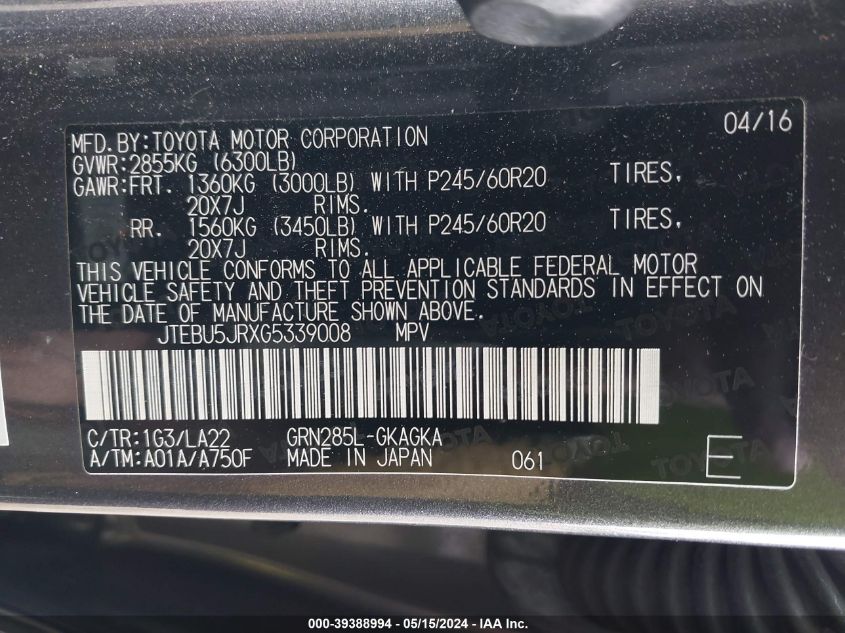 04/16
MFD.BY:TOYOTA MOTOR CORPORATION
GVWR:2855KG (6300LB)
GAWR:FRT. 1360KG (3000LB) WITH P245/60R20 TIRES,
20X7J RIMS.
RR. 1560KG (3450LB) WITH P245/60R20 TIRES,
20X7J RIMS.
THIS VEHICLE CONFORMS TO ALL APPLICABLE FEDERAL MOTOR
VEHICLE SAFETY AND THEFT PREVENTION STANDARDS IN EFFECT ON
THE DATE OF MANUFACTURE SHOWN ABOVE.
JTEBU5JRXG5339008 MPV
C/TR:1G3/LA22 GRN285L-GKAGKA
A/TM:A01A/A750F MADE IN JAPAN 061 E
000-39388994 - 05/15/2024 - IAA Inc.